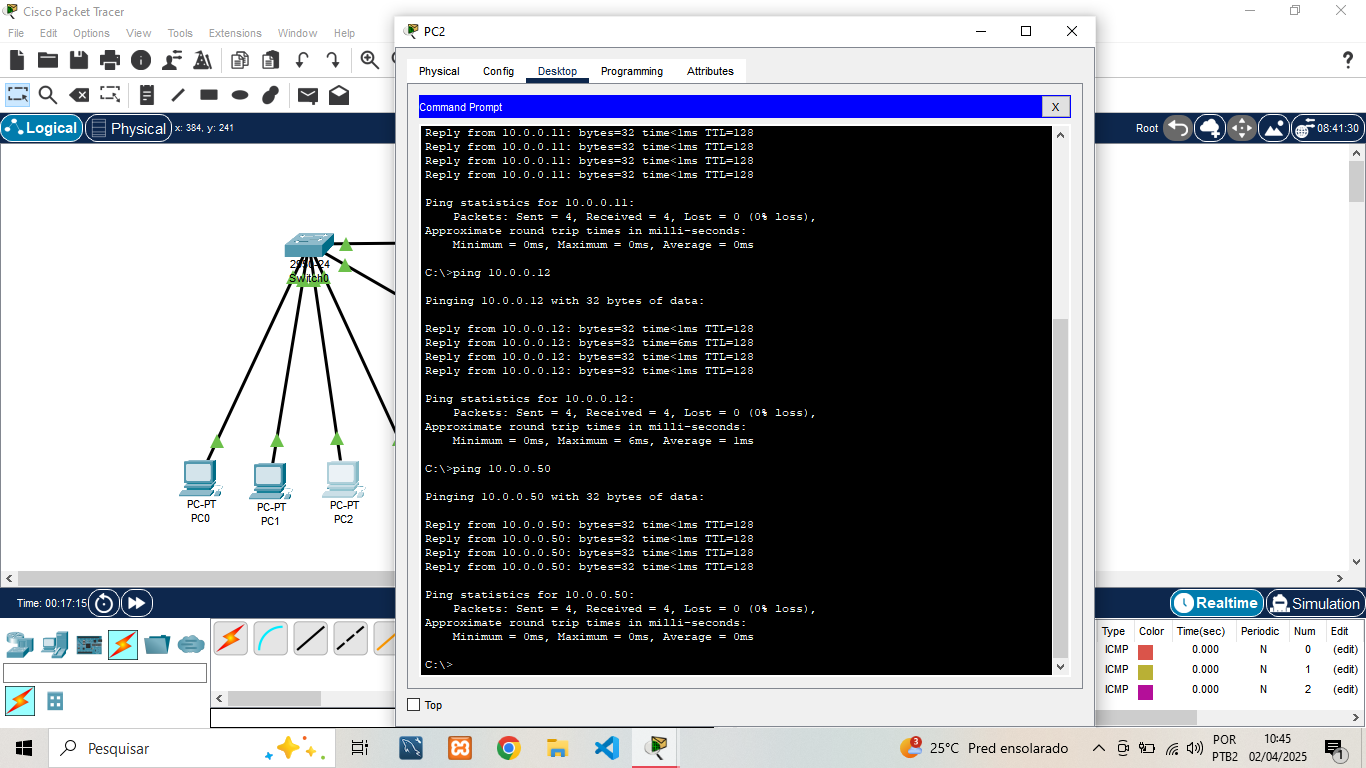 Cisco Packet Tracer
File Edit Options View Tools Extensions Window Help
Logical
Physical
x: 384, y: 241
Root
08:41:30
2950-24
Switch0
PC-PT
PC0
PC-PT
PC1
PC-PT
PC2
PC2
Physical Config Desktop Programming Attributes
Command Prompt
X
Reply from 10.0.0.11: bytes=32 time<1ms TTL=128
Reply from 10.0.0.11: bytes=32 time<1ms TTL=128
Reply from 10.0.0.11: bytes=32 time<1ms TTL=128
Reply from 10.0.0.11: bytes=32 time<1ms TTL=128
Ping statistics for 10.0.0.11:
Packets: Sent = 4, Received = 4, Lost = 0 (0% loss),
Approximate round trip times in milli-seconds:
Minimum = 0ms, Maximum = 0ms, Average = 0ms
C:\>ping 10.0.0.12
Pinging 10.0.0.12 with 32 bytes of data:
Reply from 10.0.0.12: bytes=32 time<1ms TTL=128
Reply from 10.0.0.12: bytes=32 time=6ms TTL=128
Reply from 10.0.0.12: bytes=32 time<1ms TTL=128
Reply from 10.0.0.12: bytes=32 time<1ms TTL=128
Ping statistics for 10.0.0.12:
Packets: Sent = 4, Received = 4, Lost = 0 (0% loss),
Approximate round trip times in milli-seconds:
Minimum = 0ms, Maximum = 6ms, Average = 1ms
C:\>ping 10.0.0.50
Pinging 10.0.0.50 with 32 bytes of data:
Reply from 10.0.0.50: bytes=32 time<1ms TTL=128
Reply from 10.0.0.50: bytes=32 time<1ms TTL=128
Reply from 10.0.0.50: bytes=32 time<1ms TTL=128
Reply from 10.0.0.50: bytes=32 time<1ms TTL=128
Ping statistics for 10.0.0.50:
Packets: Sent = 4, Received = 4, Lost = 0 (0% loss),
Approximate round trip times in milli-seconds:
Minimum = 0ms, Maximum = 0ms, Average = 0ms
C:\>
Top
Time: 00:17:15
Realtime
Simulation
Type Color Time(sec) Periodic Num Edit
ICMP 0.000 N 0 (edit)
ICMP 0.000 N 1 (edit)
ICMP 0.000 N 2 (edit)
Pesquisar
3
25°C Pred ensolarado
POR
PTB2
10:45
02/04/2025
1